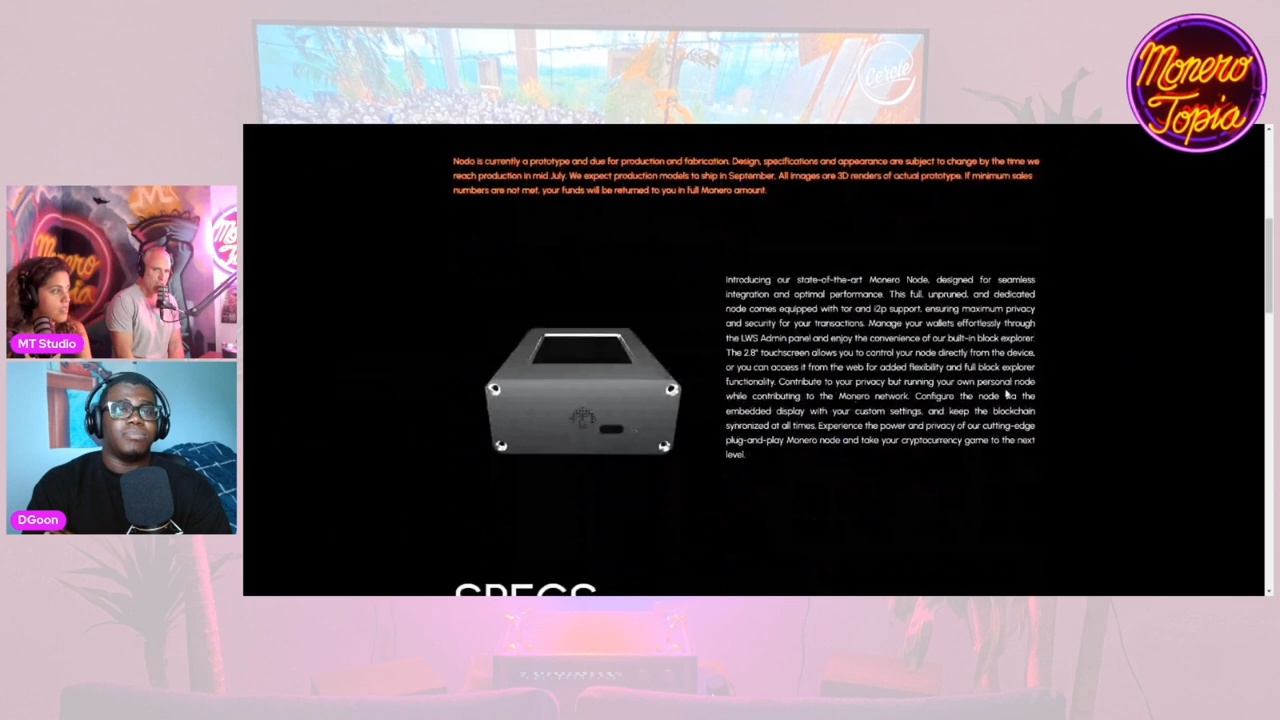 Cercle
Monero
Topia
Nodo is currently a prototype and due for production and fabrication. Design, specifications and appearance are subject to change by the time we
reach production in mid July. We expect production models to ship in September. All images are 3D renders of actual prototype. If minimum sales
numbers are not met, your funds will be returned to you in full Monero amount.
Introducing our state-of-the-art Monero Node, designed for seamless
integration and optimal performance. This full, unpruned, and dedicated
node comes equipped with tor and i2p support, ensuring maximum privacy
and security for your transactions. Manage your wallets effortlessly through
the LWS Admin panel and enjoy the convenience of our built-in block explorer.
The 2.8" touchscreen allows you to control your node directly from the device,
or you can access it from the web for added flexibility and full block explorer
functionality. Contribute to your privacy but running your own personal node
while contributing to the Monero network. Configure the node via the
embedded display with your custom settings, and keep the blockchain
synronized at all times. Experience the power and privacy of our cutting-edge
plug-and-play Monero node and take your cryptocurrency game to the next
level.
MT Studio
DGoon
SPECS